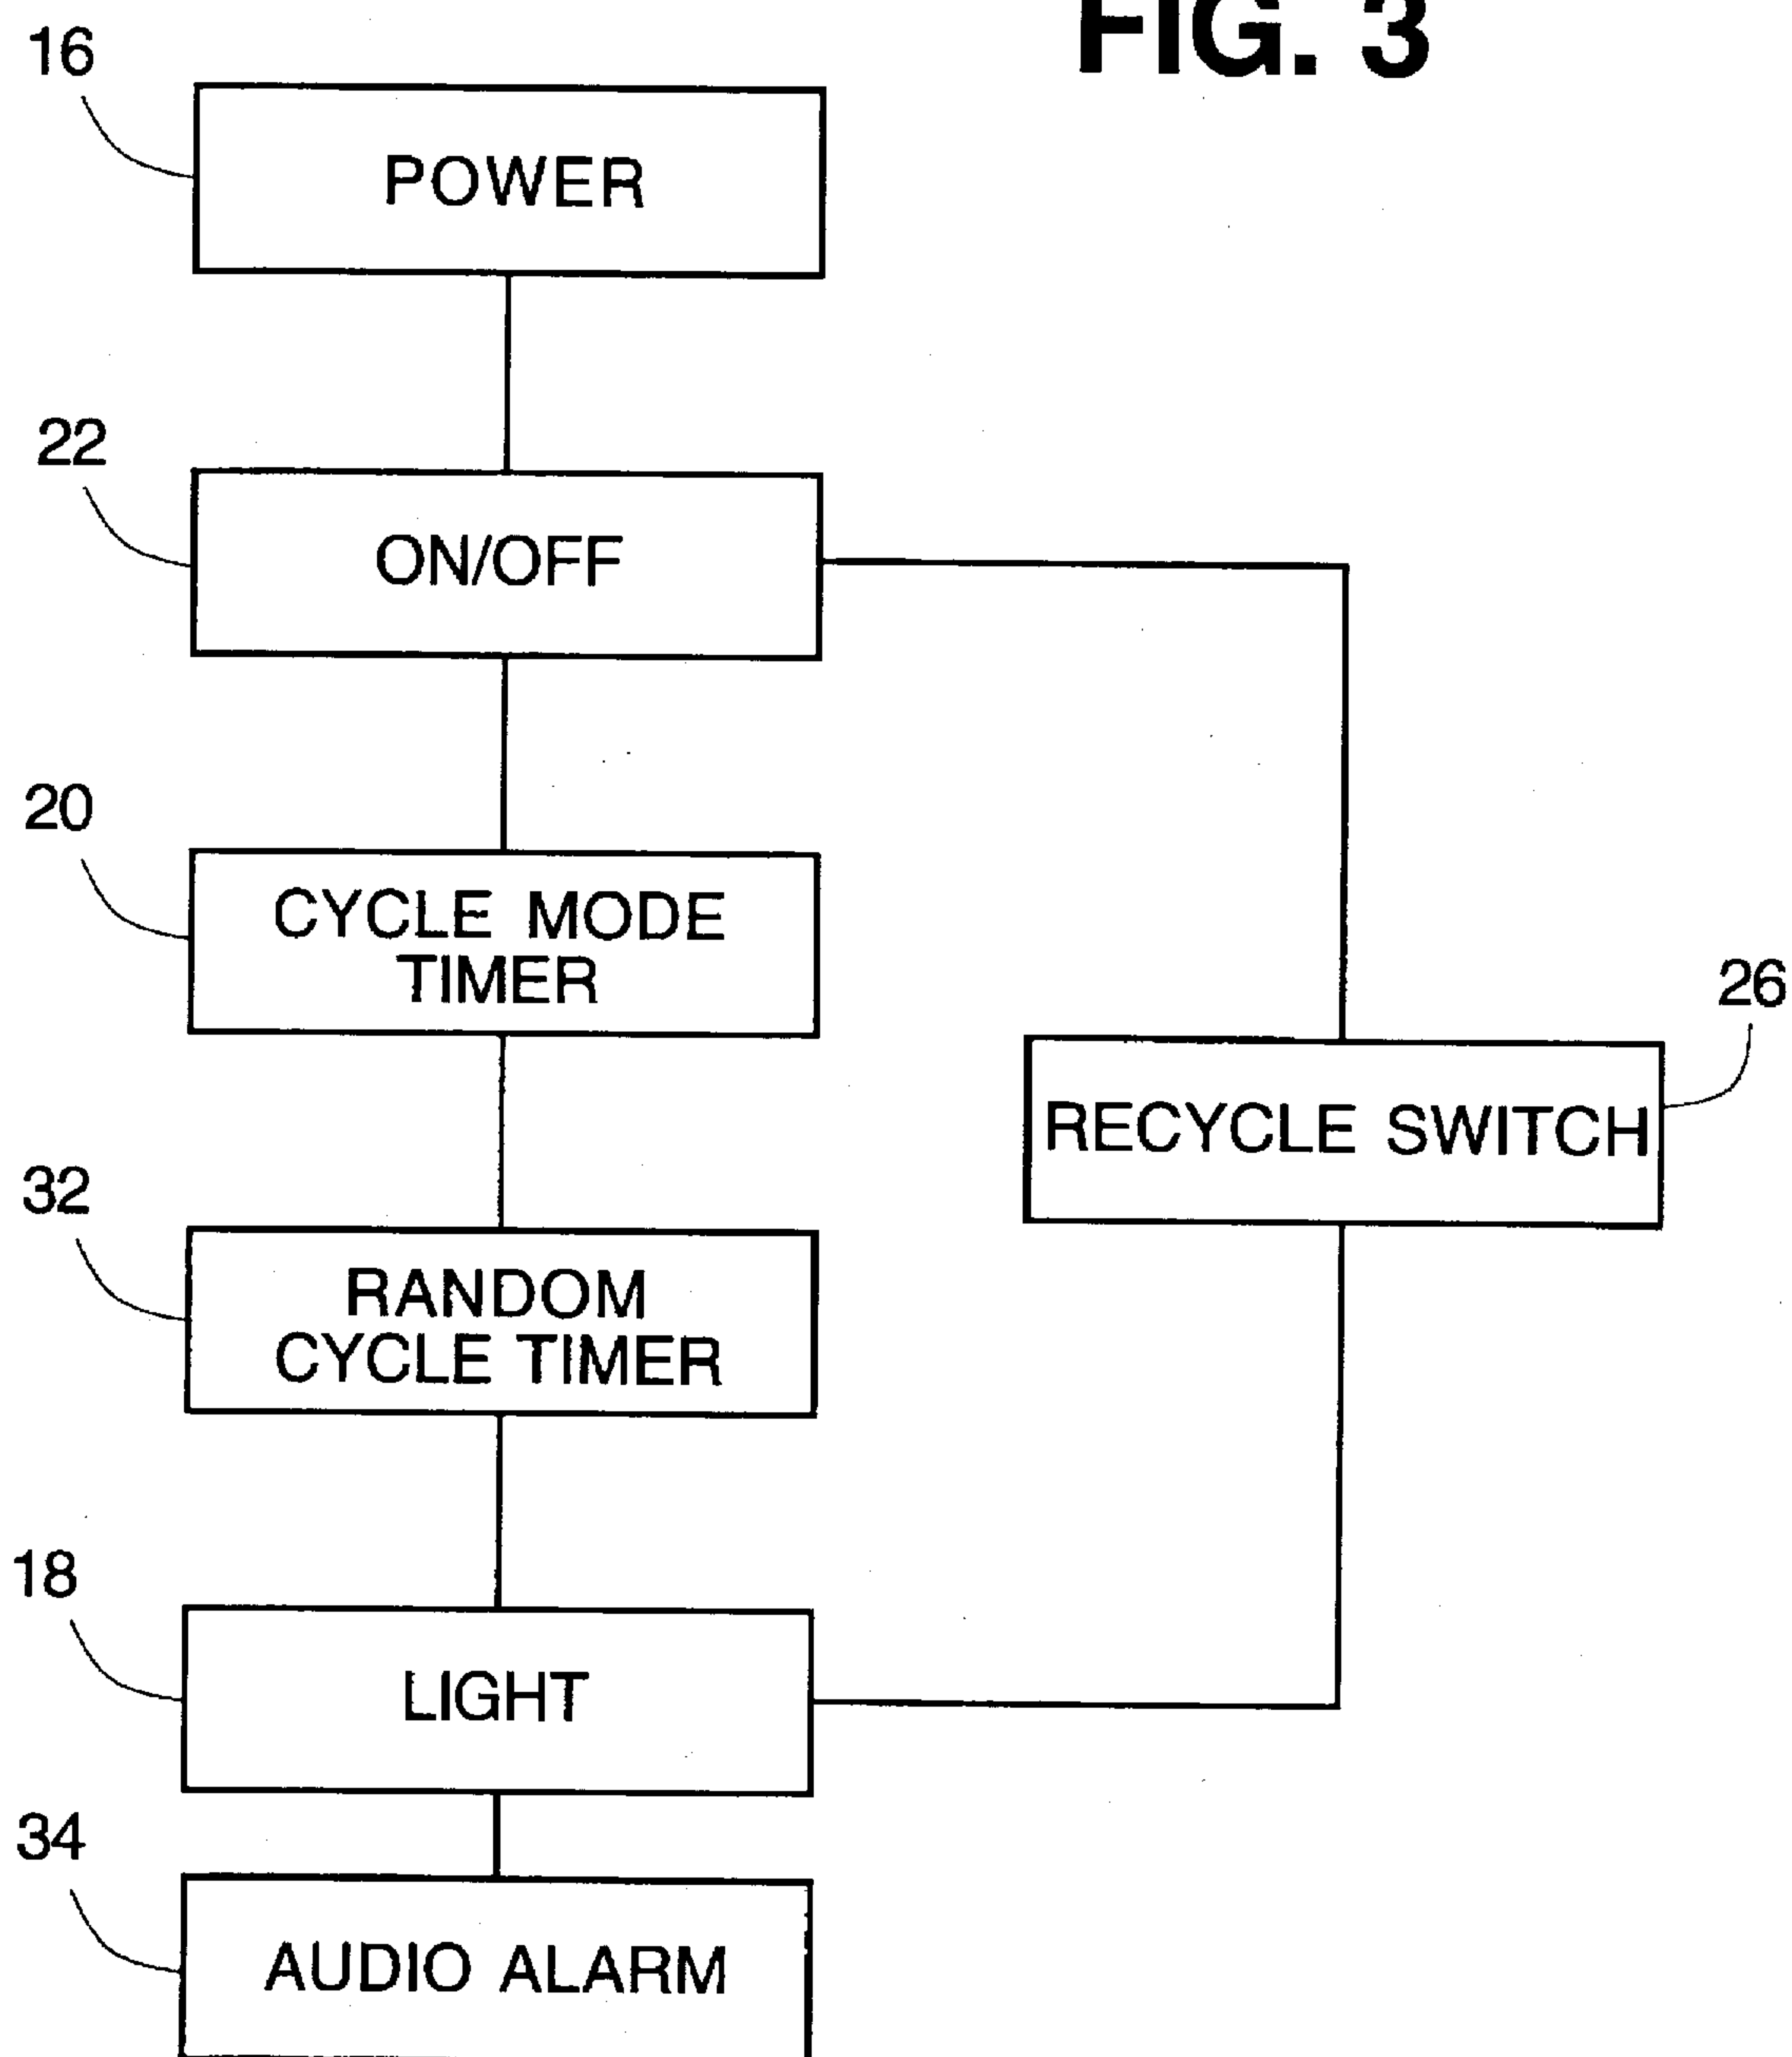 FIG. 3
16
POWER
22
ON/OFF
20
CYCLE MODE
TIMER
26
RECYCLE SWITCH
32
RANDOM
CYCLE TIMER
18
LIGHT
34
AUDIO ALARM